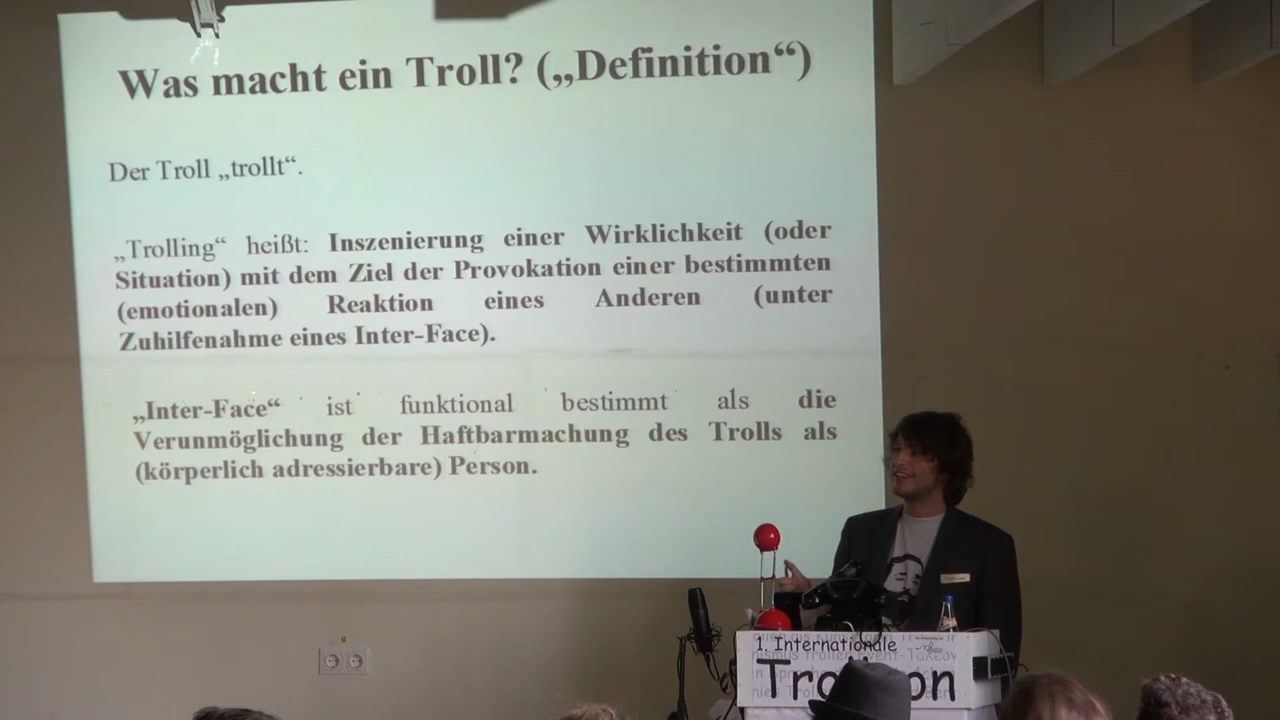 Was macht ein Troll? („Definition“)
Der Troll „trollt“.
„Trolling“ heißt: Inszenierung einer Wirklichkeit (oder
Situation) mit dem Ziel der Provokation einer bestimmten
(emotionalen) Reaktion eines Anderen (unter
Zuhilfenahme eines Inter-Face).
„Inter-Face“ ist funktional bestimmt als die
Verunmöglichung der Haftbarmachung des Trolls als
(körperlich adressierbare) Person.
1. Internationale